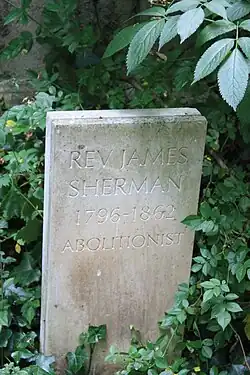 REV JAMES
SHERMAN
1796-1862
ABOLITIONIST